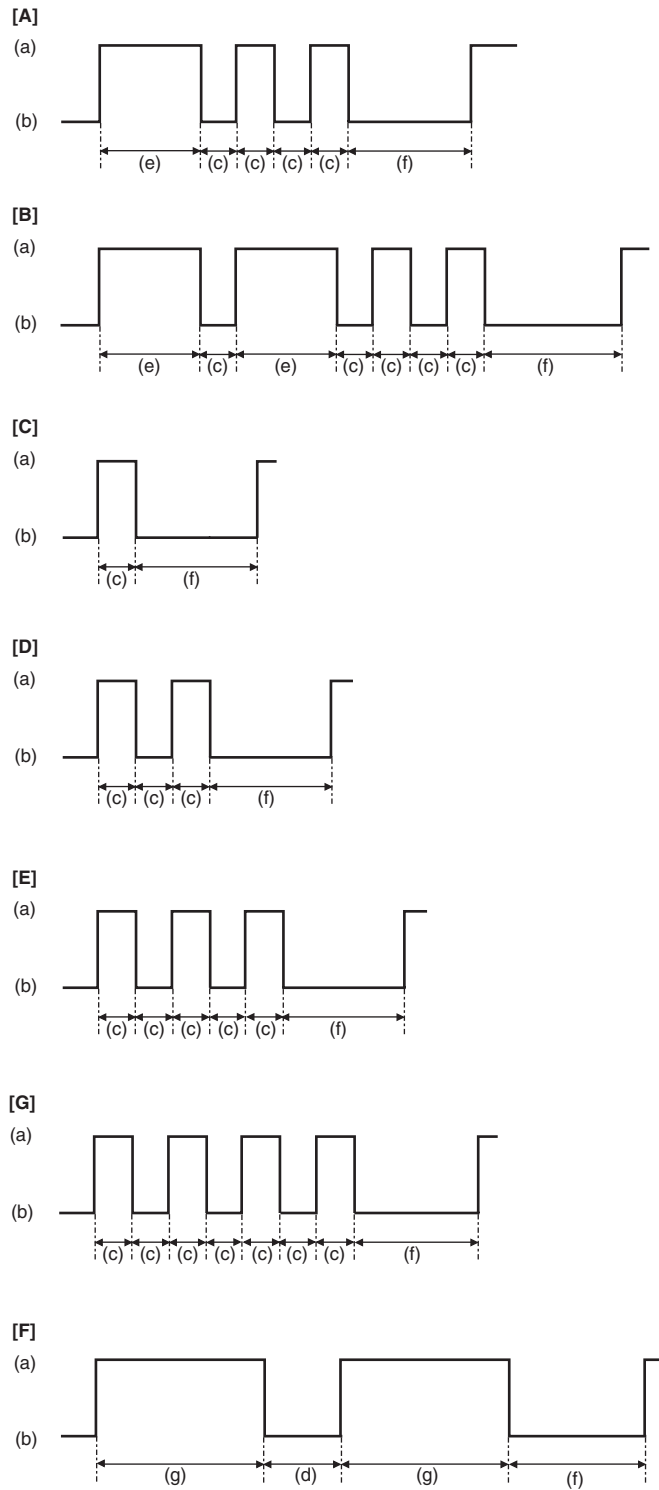 [A]
(a)
(b)
(e) (c) (c) (c) (c) (f)
[B]
(a)
(b)
(e) (c) (e) (c) (c) (c) (c) (f)
[C]
(a)
(b)
(c) (f)
[D]
(a)
(b)
(c) (c) (c) (f)
[E]
(a)
(b)
(c) (c) (c) (c) (c) (f)
[G]
(a)
(b)
(c) (c) (c) (c) (c) (c) (c) (f)
[F]
(a)
(b)
(g) (d) (g) (f)